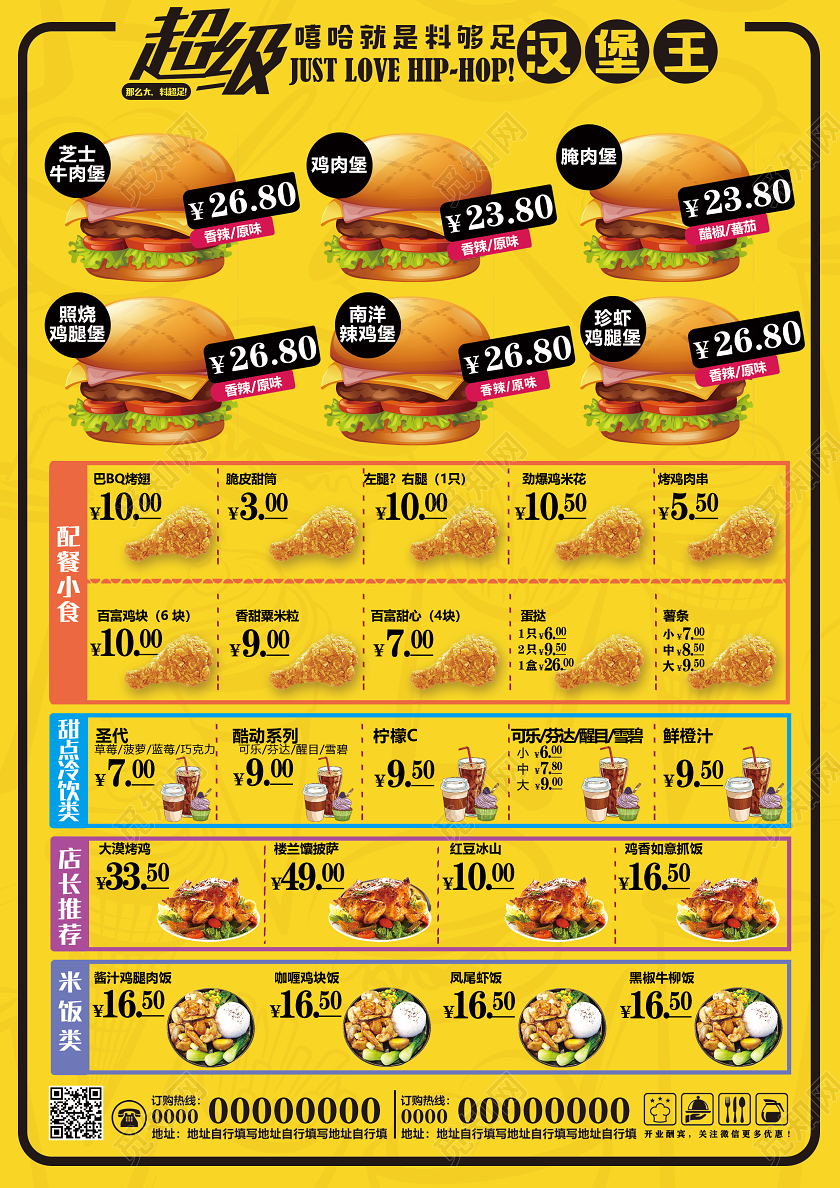 超级
那么大，料超足!
嘻哈就是料够足
JUST LOVE HIP-HOP!
汉堡王
芝士
牛肉堡
¥26.80
香辣/原味
鸡肉堡
¥23.80
香辣/原味
腌肉堡
¥23.80
醋椒/蕃茄
照烧
鸡腿堡
¥26.80
香辣/原味
南洋
辣鸡堡
¥26.80
香辣/原味
珍虾
鸡腿堡
¥26.80
香辣/原味
配餐小食
巴BQ烤翅
¥10.00
脆皮甜筒
¥3.00
左腿？右腿（1只）
¥10.00
劲爆鸡米花
¥10.50
烤鸡肉串
¥5.50
百富鸡块（6 块）
¥10.00
香甜粟米粒
¥9.00
百富甜心（4块）
¥7.00
蛋挞
1只¥6.00
2只¥9.50
1盒¥26.00
薯条
小¥7.00
中¥8.50
大¥9.50
甜点冷饮类
圣代
草莓/菠萝/蓝莓/巧克力
¥7.00
酷动系列
可乐/芬达/醒目/雪碧
¥9.00
柠檬C
¥9.50
可乐/芬达/醒目/雪碧
小 ¥6.00
中 ¥7.80
大 ¥9.00
鲜橙汁
¥9.50
店长推荐
大漠烤鸡
¥33.50
楼兰馕披萨
¥49.00
红豆冰山
¥10.00
鸡香如意抓饭
¥16.50
米饭类
酱汁鸡腿肉饭
¥16.50
咖喱鸡块饭
¥16.50
凤尾虾饭
¥16.50
黑椒牛柳饭
¥16.50
订购热线：
0000 00000000
地址：地址自行填写地址自行填写地址自行填
订购热线：
0000 00000000
地址：地址自行填写地址自行填写地址自行填
开业酬宾，关注微信更多优惠！
觅知网